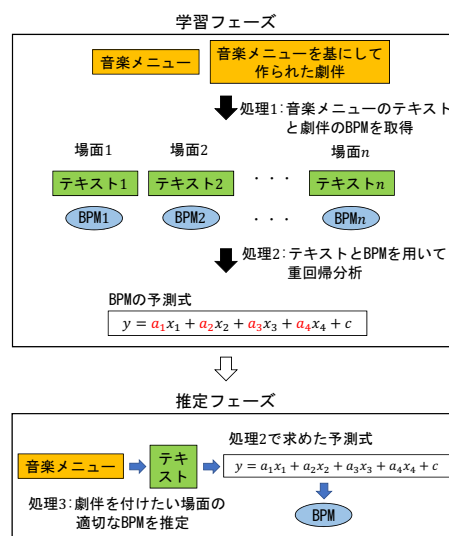 学習フェーズ
音楽メニュー
音楽メニューを基にして
作られた劇伴
処理1:音楽メニューのテキスト
と劇伴のBPMを取得
場面1 場面2 場面n
テキスト1 テキスト2 ・・・ テキストn
BPM1 BPM2 ・・・ BPMn
処理2:テキストとBPMを用いて
重回帰分析
BPMの予測式
y = a₁x₁ + a₂x₂ + a₃x₃ + a₄x₄ + c
推定フェーズ
処理2で求めた予測式
音楽メニュー
テキ
スト
y = a₁x₁ + a₂x₂ + a₃x₃ + a₄x₄ + c
処理3:劇伴を付けたい場面の
適切なBPMを推定
BPM